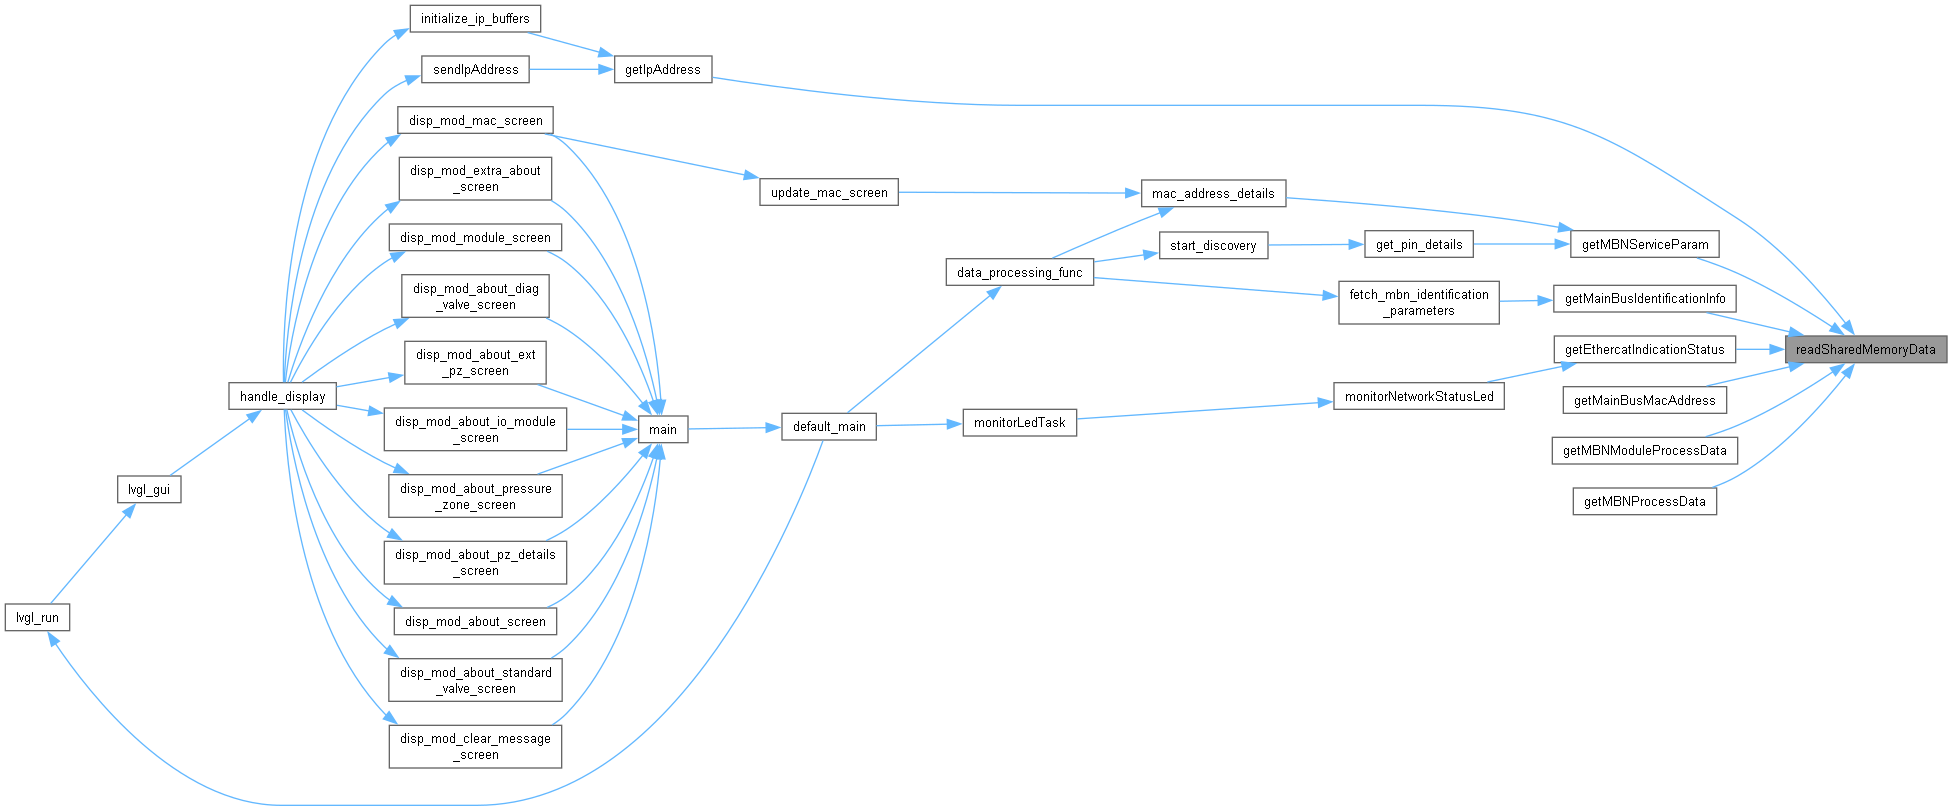 initialize_ip_buffers
sendIpAddress
getIpAddress
disp_mod_mac_screen
disp_mod_extra_about
_screen
update_mac_screen
mac_address_details
disp_mod_module_screen
start_discovery
get_pin_details
getMBNServiceParam
data_processing_func
disp_mod_about_diag
_valve_screen
fetch_mbn_identification
_parameters
getMainBusIdentificationInfo
getEthercatIndicationStatus
readSharedMemoryData
disp_mod_about_ext
_pz_screen
handle_display
monitorNetworkStatusLed
getMainBusMacAddress
disp_mod_about_io_module
_screen
main
default_main
monitorLedTask
getMBNModuleProcessData
lvgl_gui
disp_mod_about_pressure
_zone_screen
getMBNProcessData
disp_mod_about_pz_details
_screen
lvgl_run
disp_mod_about_screen
disp_mod_about_standard
_valve_screen
disp_mod_clear_message
_screen